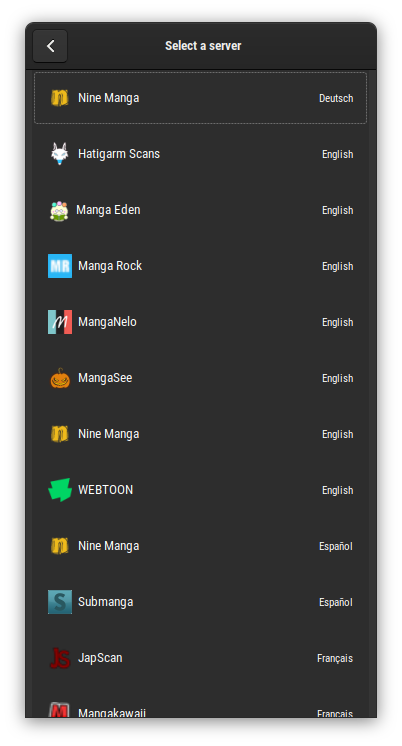 Select a server
Nine Manga Deutsch
Hatigarm Scans English
Manga Eden English
MR Manga Rock English
MangaNelo English
MangaSee English
Nine Manga English
WEBTOON English
Nine Manga Español
S Submanga Español
JS JapScan Français
M Mangakawaii Français